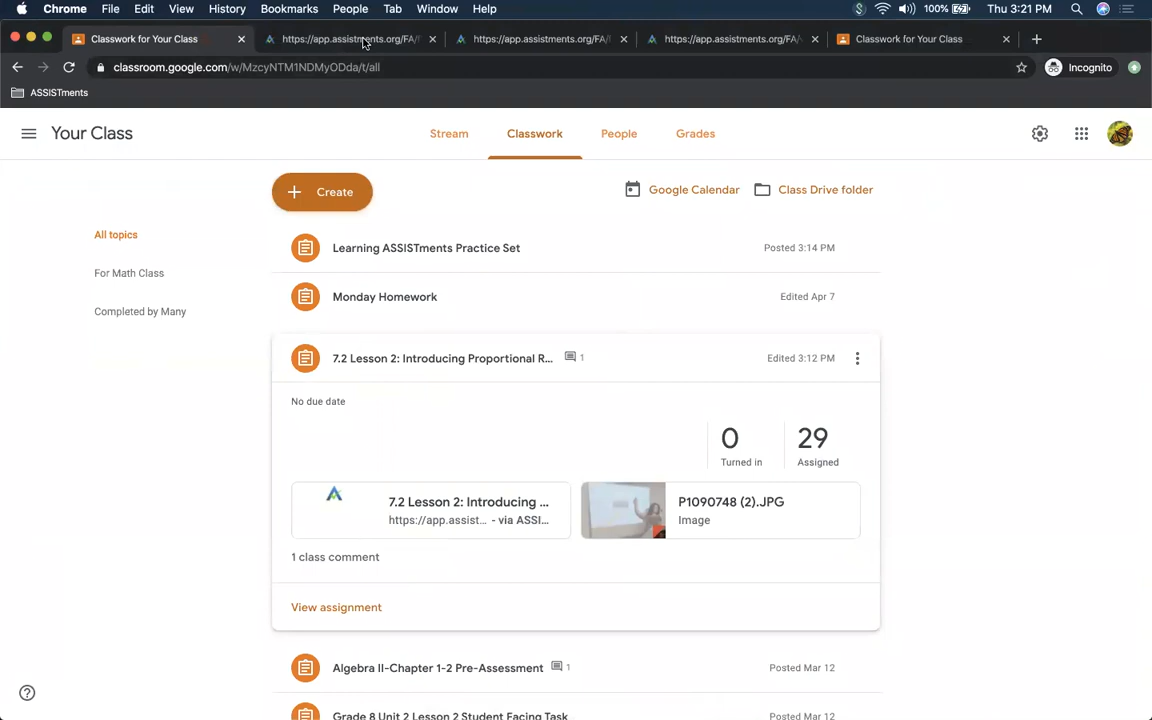 Chrome File Edit View History Bookmarks People Tab Window Help 100% Thu 3:21 PM
Classwork for Your Class https://app.assistments.org/FA/ https://app.assistments.org/FA/ https://app.assistments.org/FA/ Classwork for Your Class
classroom.google.com/w/MzcyNTM1NDMyODda/t/all Incognito
ASSISTments
Your Class Stream Classwork People Grades
Create Google Calendar Class Drive folder
All topics
For Math Class
Completed by Many
Learning ASSISTments Practice Set Posted 3:14 PM
Monday Homework Edited Apr 7
7.2 Lesson 2: Introducing Proportional R... 1 Edited 3:12 PM
No due date
0 29
Turned in Assigned
7.2 Lesson 2: Introducing ... P1090748 (2).JPG
https://app.assist... - via ASSI... Image
1 class comment
View assignment
Algebra II-Chapter 1-2 Pre-Assessment 1 Posted Mar 12
Grade 8 Unit 2 Lesson 2 Student Facing Task Posted Mar 12